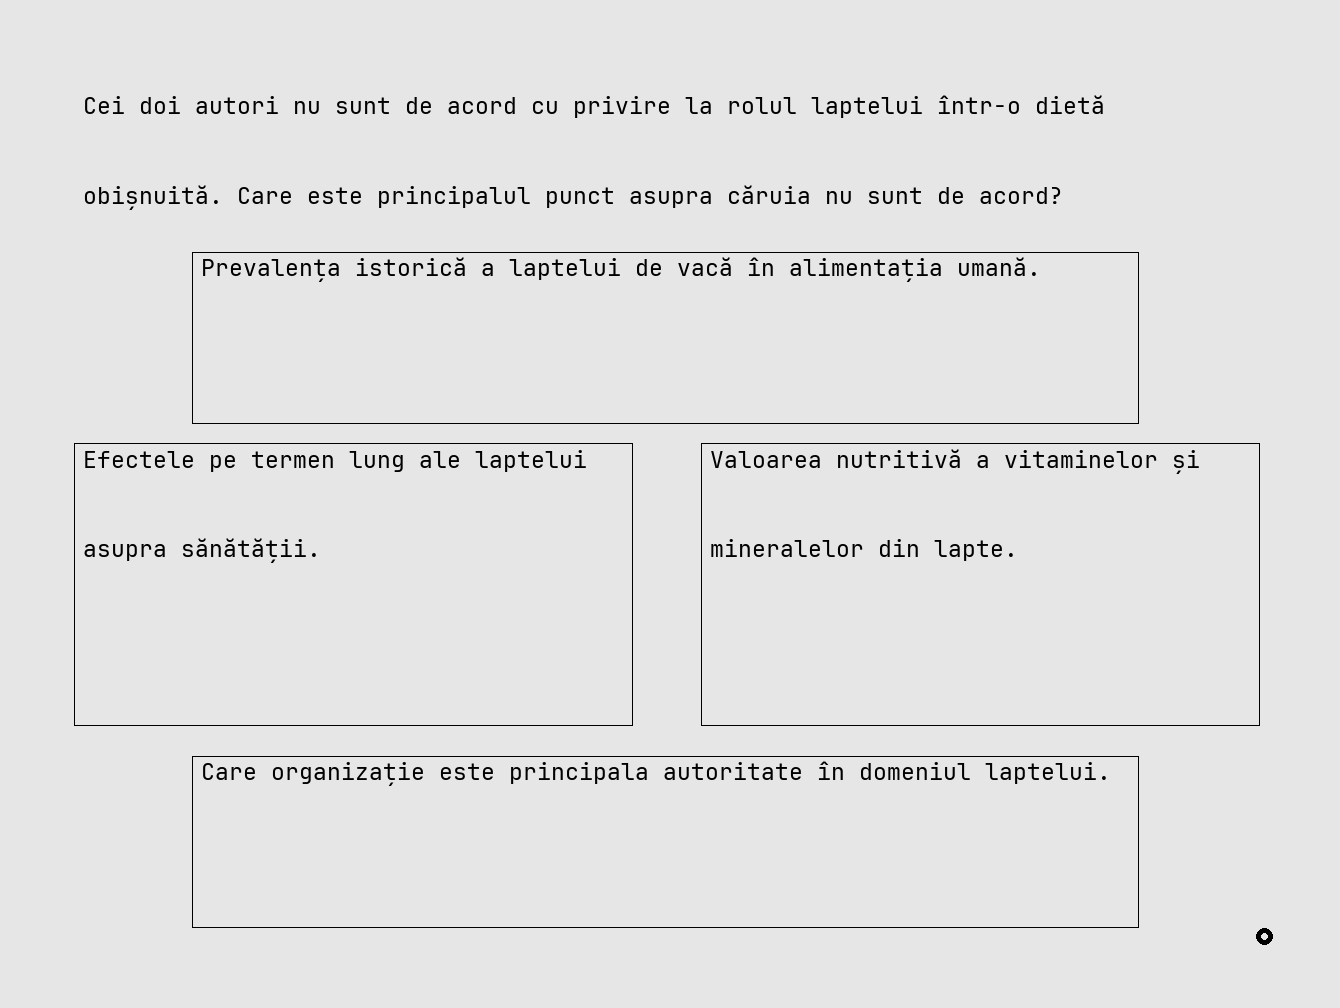 Cei doi autori nu sunt de acord cu privire la rolul laptelui într-o dietă
obișnuită. Care este principalul punct asupra căruia nu sunt de acord?
Prevalența istorică a laptelui de vacă în alimentația umană.
Efectele pe termen lung ale laptelui
asupra sănătății.
Valoarea nutritivă a vitaminelor și
mineralelor din lapte.
Care organizație este principala autoritate în domeniul laptelui.